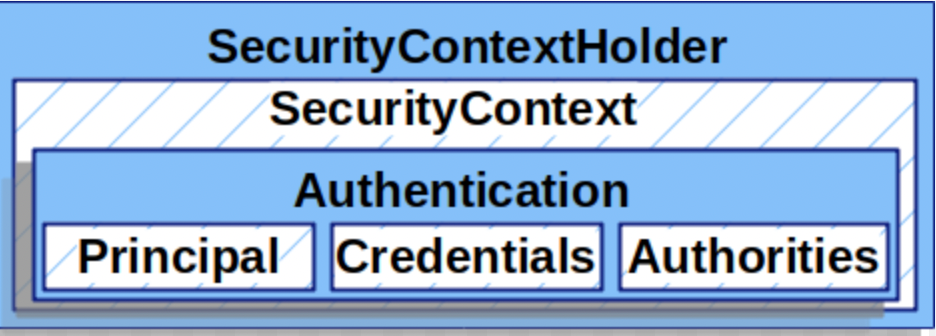 SecurityContextHolder
SecurityContext
Authentication
Principal Credentials Authorities